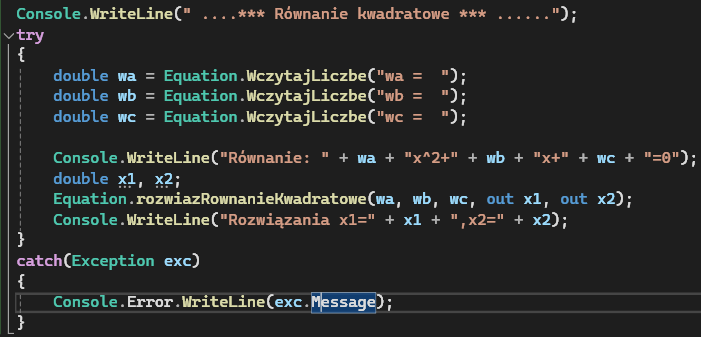 Console.WriteLine(" ....*** Równanie kwadratowe *** ......");
try
{
    double wa = Equation.WczytajLiczbe("wa =  ");
    double wb = Equation.WczytajLiczbe("wb =  ");
    double wc = Equation.WczytajLiczbe("wc =  ");

    Console.WriteLine("Równanie: " + wa + "x^2+" + wb + "x+" + wc + "=0");
    double x1, x2;
    Equation.rozwiazRownanieKwadratowe(wa, wb, wc, out x1, out x2);
    Console.WriteLine("Rozwiązania x1=" + x1 + ",x2=" + x2);
}
catch(Exception exc)
{
    Console.Error.WriteLine(exc.Message);
}